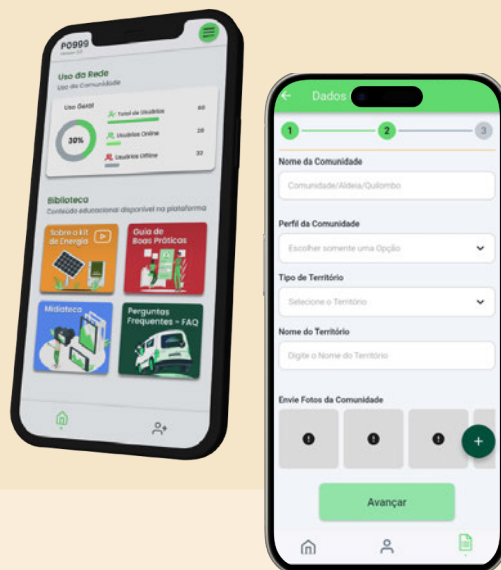 P0999
Versão 1.0
Uso da Rede
Uso da Comunidade
Uso Geral
30%
Total de Usuários 60
Usuários Online 28
Usuários Offline 32
Biblioteca
Conteúdo educacional disponível na plataforma
Sobre o kit
de Energia
Guia de
Boas Práticas
Midiateca
Perguntas
Frequentes - FAQ
Dados
1
2
3
Nome da Comunidade
Comunidade/Aldeia/Quilombo
Perfil da Comunidade
Escolher somente uma Opção
Tipo de Território
Selecione o Território
Nome do Território
Digite o Nome do Território
Envie Fotos da Comunidade
Avançar